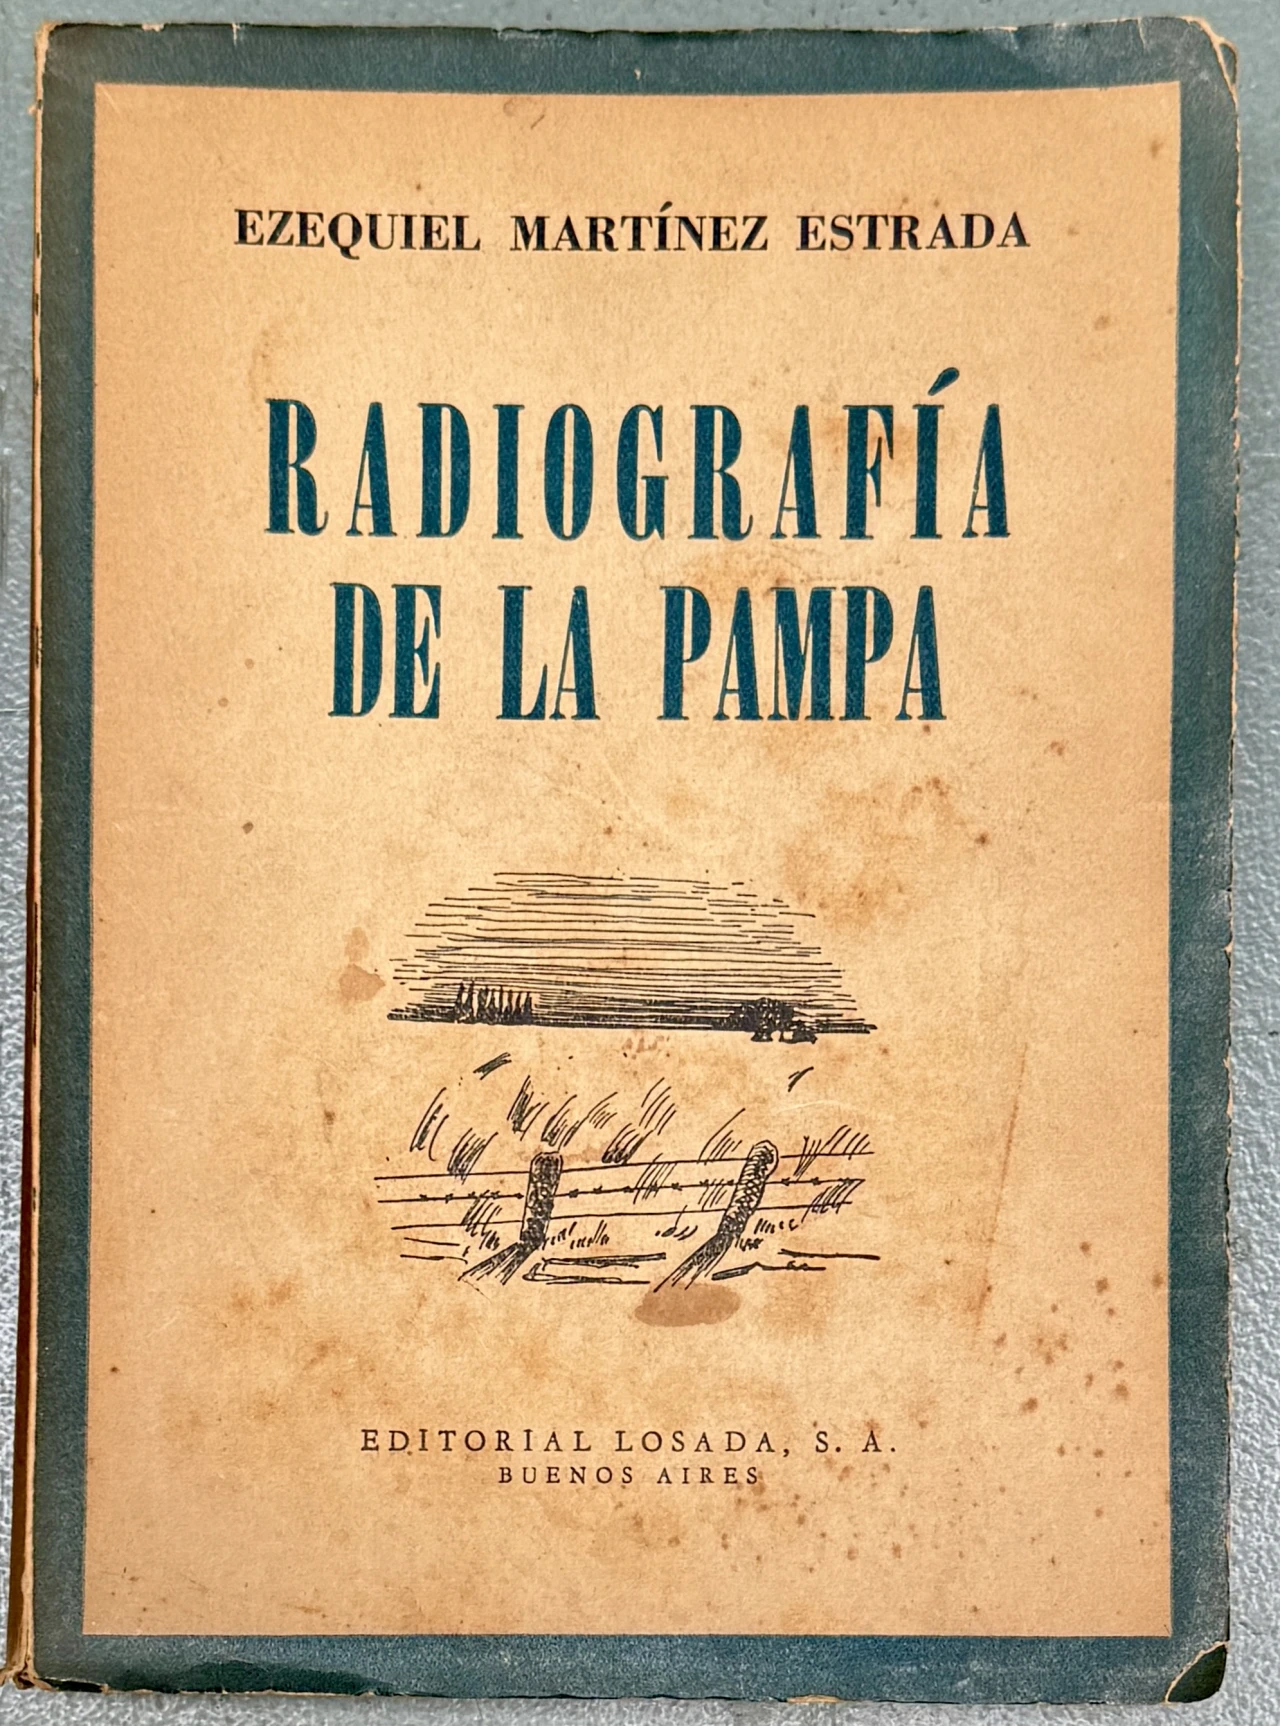 EZEQUIEL MARTÍNEZ ESTRADA
RADIOGRAFÍA
DE LA PAMPA
EDITORIAL LOSADA, S. A.
BUENOS AIRES